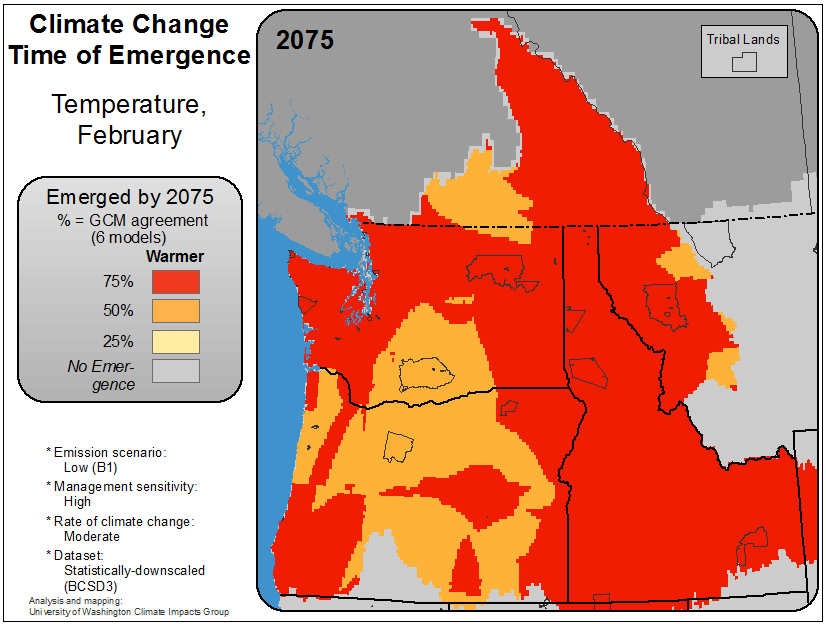 Climate Change
Time of Emergence
Temperature,
February
Emerged by 2075
% = GCM agreement
(6 models)
Warmer
75%
50%
25%
No Emer-
gence
* Emission scenario:
Low (B1)
* Management sensitivity:
High
* Rate of climate change:
Moderate
* Dataset:
Statistically-downscaled
(BCSD3)
Analysis and mapping:
University of Washington Climate Impacts Group
2075
Tribal Lands